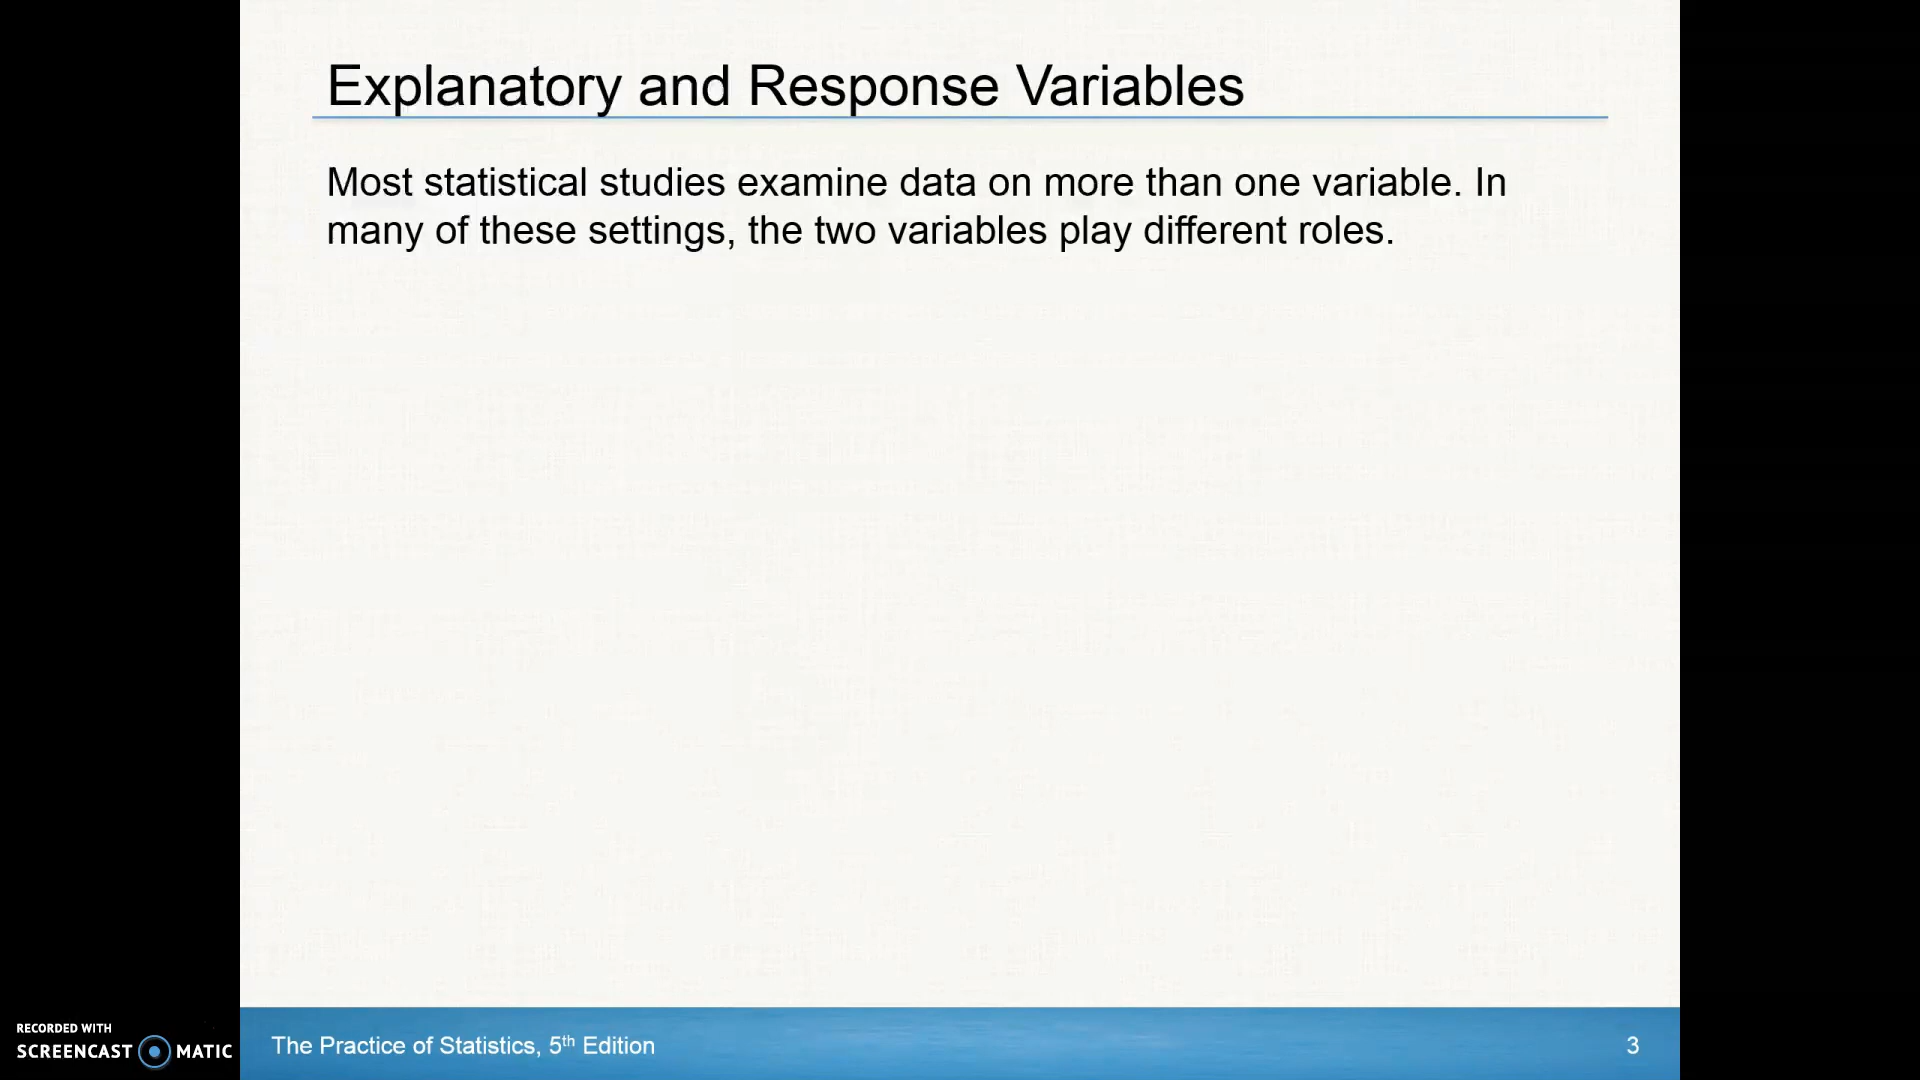 Explanatory and Response Variables
Most statistical studies examine data on more than one variable. In
many of these settings, the two variables play different roles.
RECORDED WITH
SCREENCAST MATIC
The Practice of Statistics, 5th Edition
3